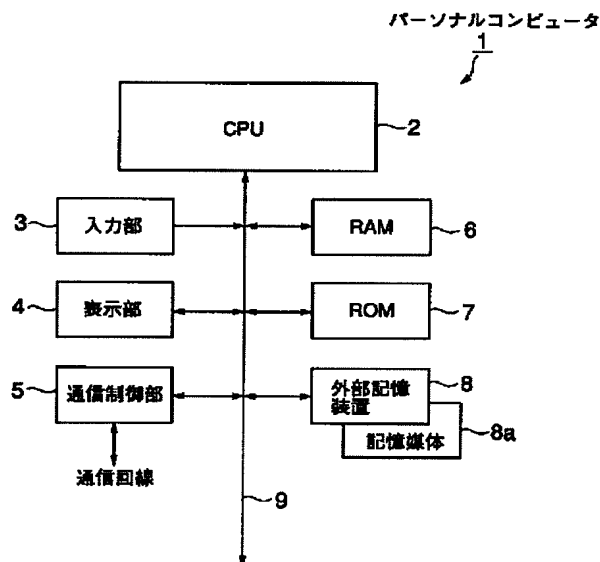 パーソナルコンピュータ
1
CPU
2
3
入力部
RAM
6
4
表示部
ROM
7
5
通信制御部
外部記憶
装置
8
記憶媒体
8a
通信回線
9